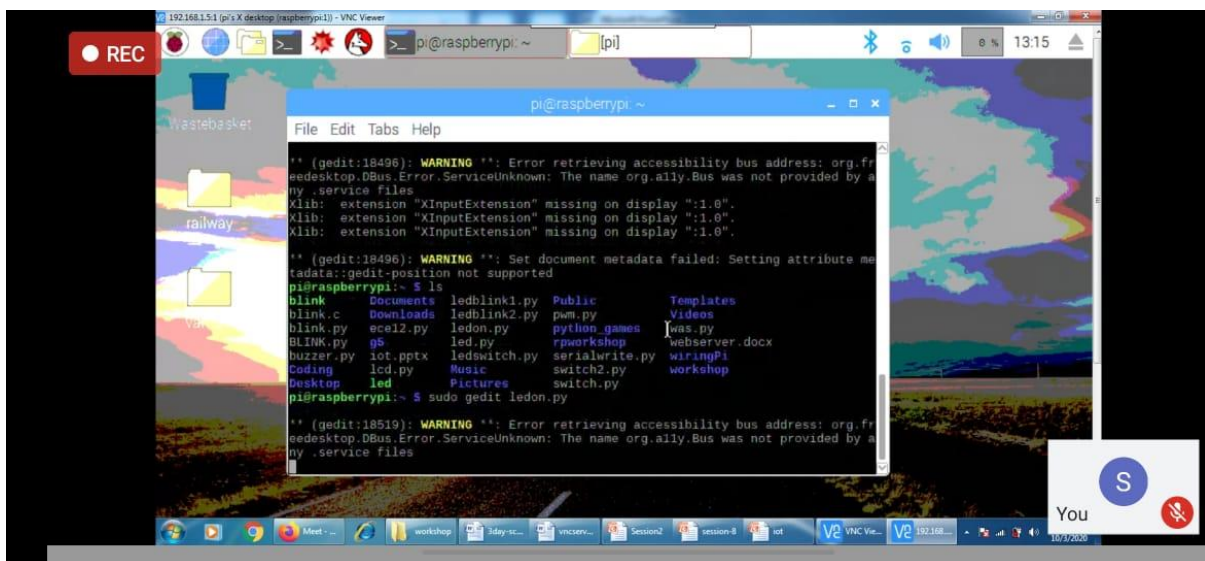 192.168.1.5:1 (pi's X desktop (raspberrypi:1)) - VNC Viewer
REC
pi@raspberrypi: ~
[pi]
8 %
13:15
Wastebasket
railway
pi@raspberrypi: ~
File Edit Tabs Help
** (gedit:18496): WARNING **: Error retrieving accessibility bus address: org.fr
eedesktop.DBus.Error.ServiceUnknown: The name org.a11y.Bus was not provided by a
ny .service files
Xlib: extension "XInputExtension" missing on display ":1.0".
Xlib: extension "XInputExtension" missing on display ":1.0".
Xlib: extension "XInputExtension" missing on display ":1.0".
** (gedit:18496): WARNING **: Set document metadata failed: Setting attribute me
tadata::gedit-position not supported
pi@raspberrypi:~ $ ls
blink Documents ledblink1.py Public Templates
blink.c Downloads ledblink2.py pwm.py Videos
blink.py ece12.py ledon.py python_games was.py
BLINK.py g5 led.py rpworkshop webserver.docx
buzzer.py iot.pptx ledswitch.py serialwrite.py wiringPi
Coding lcd.py Music switch2.py workshop
Desktop led Pictures switch.py
pi@raspberrypi:~ $ sudo gedit ledon.py
** (gedit:18519): WARNING **: Error retrieving accessibility bus address: org.fr
eedesktop.DBus.Error.ServiceUnknown: The name org.a11y.Bus was not provided by a
ny .service files
S
You
Meet - ...
workshop
3day-sc...
vncserv...
Session2
session-8
iot
VNC Vie...
192.168....
10/3/2020